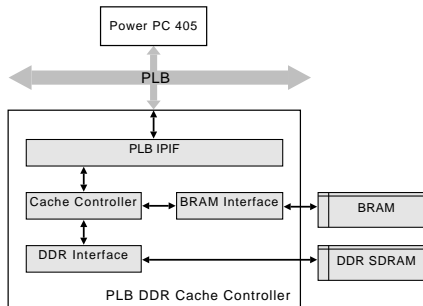 Power PC 405
PLB
PLB IPIF
Cache Controller
BRAM Interface
BRAM
DDR Interface
DDR SDRAM
PLB DDR Cache Controller